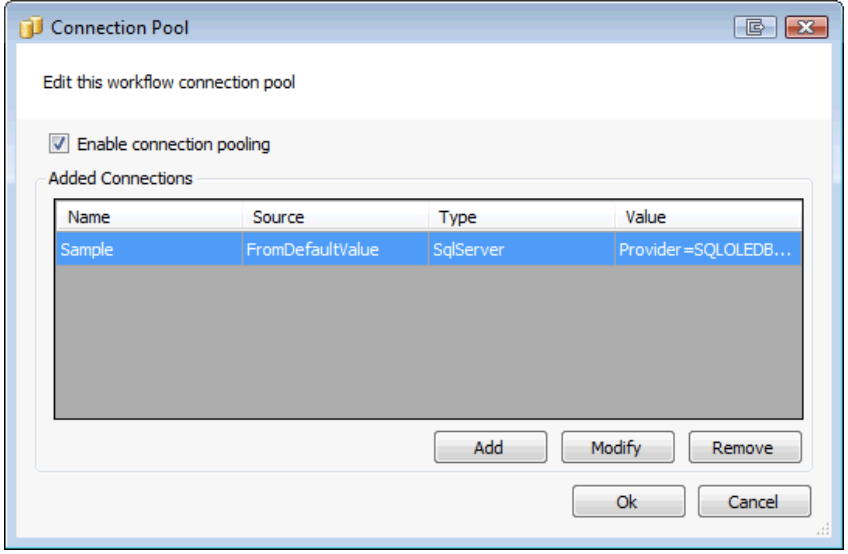 Connection Pool
Edit this workflow connection pool
Enable connection pooling
Added Connections
Name Source Type Value
Sample FromDefaultValue SqlServer Provider=SQLOLEDB...
Add Modify Remove
Ok Cancel